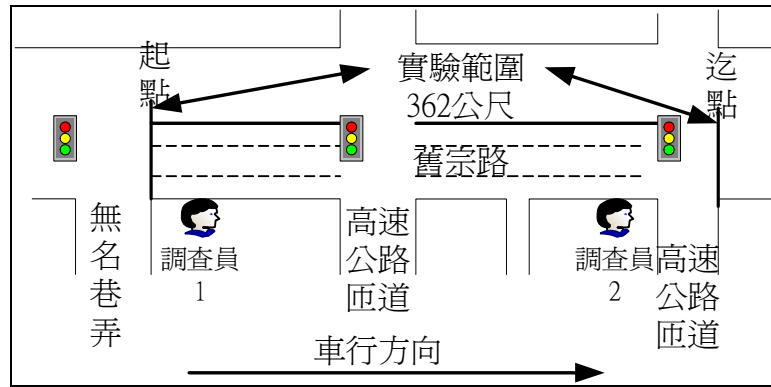 起點
實驗範圍
362公尺
迄點
舊宗路
無名巷弄
調查員
1
高速公路匝道
調查員
2
高速公路匝道
車行方向